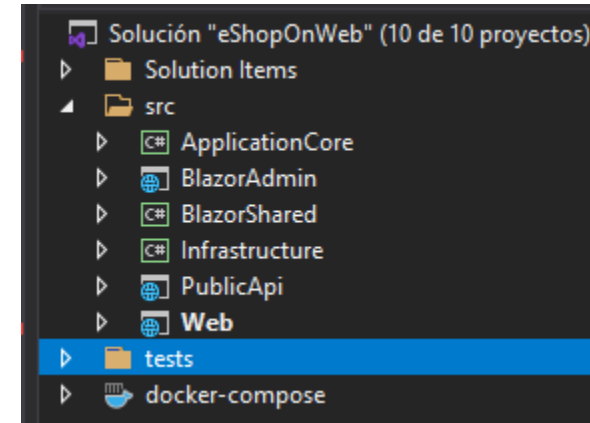 Solución "eShopOnWeb" (10 de 10 proyectos)
Solution Items
src
C# ApplicationCore
BlazorAdmin
C# BlazorShared
C# Infrastructure
PublicApi
Web
tests
docker-compose